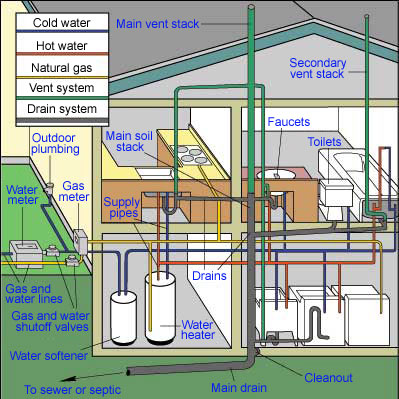 Cold water
Hot water
Natural gas
Vent system
Drain system
Main vent stack
Secondary
vent stack
Outdoor
plumbing
Main soil
stack
Faucets
Toilets
Water
meter
Gas
meter
Supply
pipes
Drains
Gas and
water lines
Gas and water
shutoff valves
Water
heater
Water softener
To sewer or septic
Main drain
Cleanout